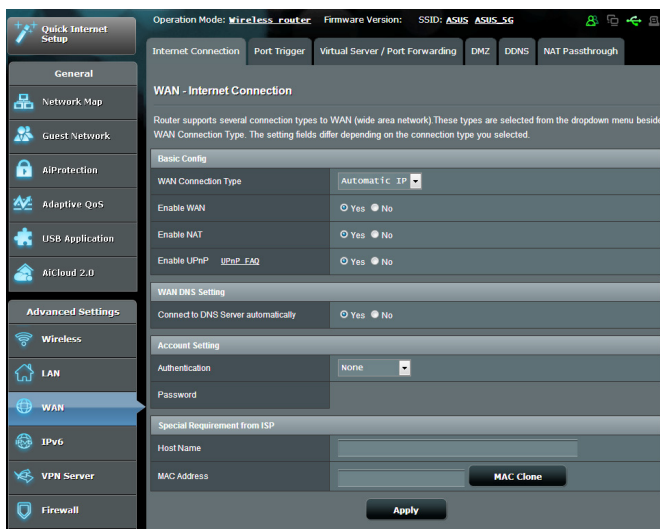 Quick Internet
Setup
Operation Mode: Wireless router Firmware Version: SSID: ASUS ASUS_5G
Internet Connection Port Trigger Virtual Server / Port Forwarding DMZ DDNS NAT Passthrough
General
Network Map
Guest Network
AiProtection
Adaptive QoS
USB Application
AiCloud 2.0
Advanced Settings
Wireless
LAN
WAN
IPv6
VPN Server
Firewall
WAN - Internet Connection
Router supports several connection types to WAN (wide area network).These types are selected from the dropdown menu beside
WAN Connection Type. The setting fields differ depending on the connection type you selected.
Basic Config
WAN Connection Type Automatic IP
Enable WAN Yes No
Enable NAT Yes No
Enable UPnP UPnP FAQ Yes No
WAN DNS Setting
Connect to DNS Server automatically Yes No
Account Setting
Authentication None
Password
Special Requirement from ISP
Host Name
MAC Address MAC Clone
Apply